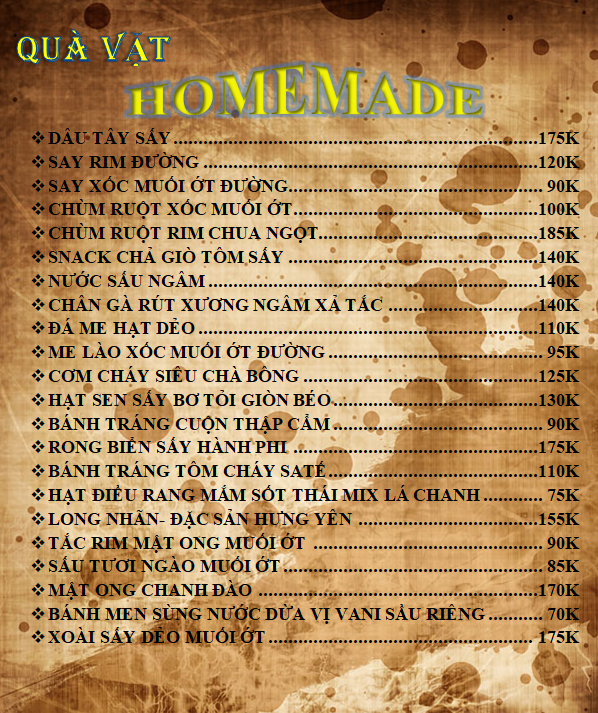 QUÀ VẶT
HOMEMADE
❖DÂU TÂY SẤY..........175K
❖SAY RIM ĐƯỜNG..........120K
❖SAY XỐC MUỐI ỚT ĐƯỜNG.......... 90K
❖CHÙM RUỘT XỐC MUỐI ỚT..........100K
❖CHÙM RUỘT RIM CHUA NGỌT..........185K
❖SNACK CHẢ GIÒ TÔM SẤY..........140K
❖NƯỚC SẤU NGÂM..........140K
❖CHÂN GÀ RÚT XƯƠNG NGÂM XẢ TẮC..........140K
❖ĐÁ ME HẠT DẺO..........110K
❖ME LÀO XỐC MUỐI ỚT ĐƯỜNG.......... 95K
❖CƠM CHÁY SIÊU CHÀ BÔNG..........125K
❖HẠT SEN SẤY BƠ TỎI GIÒN BÉO..........130K
❖BÁNH TRÁNG CUỘN THẬP CẨM.......... 90K
❖RONG BIỂN SẤY HÀNH PHI..........175K
❖BÁNH TRÁNG TÔM CHÁY SATẾ..........110K
❖HẠT ĐIỀU RANG MẮM SỐT THÁI MIX LÁ CHANH.......... 75K
❖LONG NHÃN- ĐẶC SẢN HƯNG YÊN..........155K
❖TẮC RIM MẬT ONG MUỐI ỚT.......... 90K
❖SẤU TƯƠI NGÀO MUỐI ỚT.......... 85K
❖MẬT ONG CHANH ĐÀO..........170K
❖BÁNH MEN SÙNG NƯỚC DỪA VỊ VANI SẦU RIÊNG.......... 70K
❖XOÀI SẤY DẺO MUỐI ỚT.......... 175K